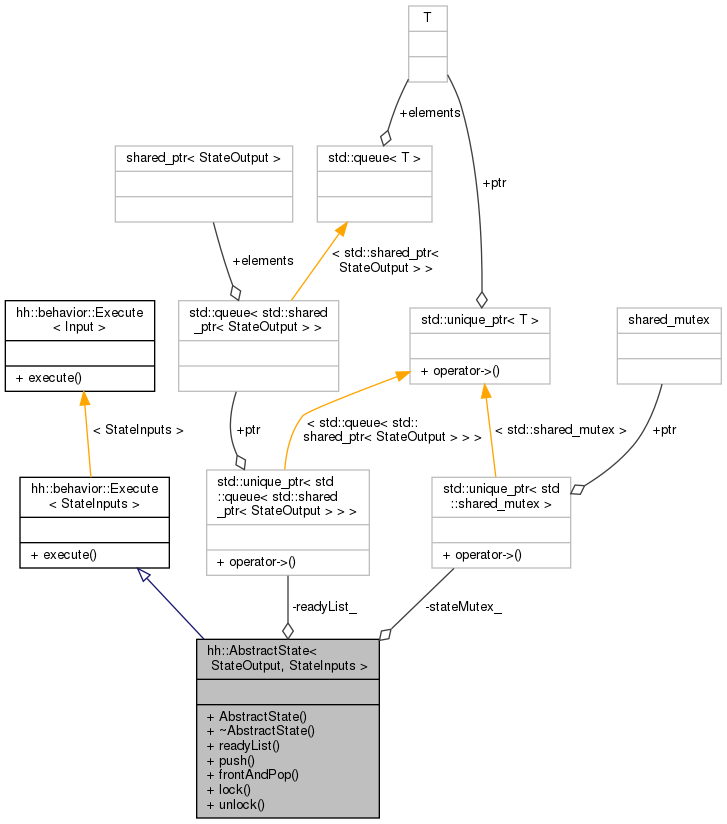 T
+elements
shared_ptr< StateOutput >
std::queue< T >
+ptr
+elements
< std::shared_ptr<
StateOutput > >
hh::behavior::Execute
< Input >
+ execute()
std::queue< std::shared
_ptr< StateOutput > >
std::unique_ptr< T >
+ operator->()
shared_mutex
< StateInputs >
+ptr
< std::queue< std::
shared_ptr< StateOutput > > >
< std::shared_mutex >
+ptr
hh::behavior::Execute
< StateInputs >
+ execute()
std::unique_ptr< std
::queue< std::shared
_ptr< StateOutput > > >
+ operator->()
std::unique_ptr< std
::shared_mutex >
+ operator->()
-readyList_
-stateMutex_
hh::AbstractState<
StateOutput, StateInputs >
+ AbstractState()
+ ~AbstractState()
+ readyList()
+ push()
+ frontAndPop()
+ lock()
+ unlock()